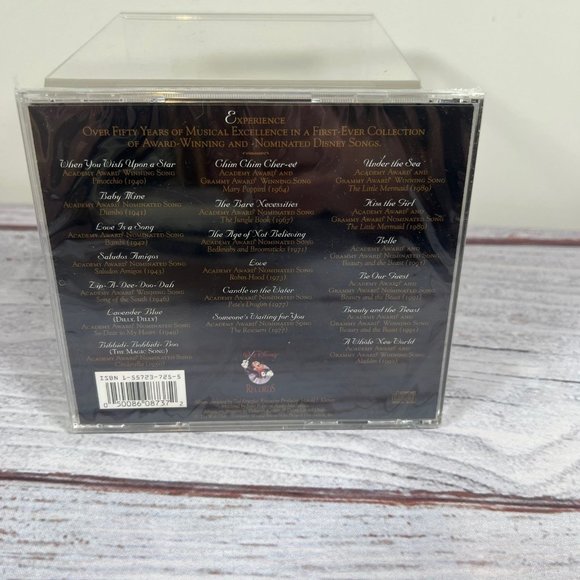 Experience
Over Fifty Years of Musical Excellence in a First-Ever Collection
of Award-Winning and -Nominated Disney Songs.
When You Wish Upon a Star
Academy Award Winning Song
Pinocchio (1940)
Baby Mine
Academy Award Nominated Song
Dumbo (1941)
Love Is a Song
Academy Award Nominated Song
Bambi (1942)
Saludos Amigos
Academy Award Nominated Song
Saludos Amigos (1943)
Zip-A-Dee-Doo-Dah
Academy Award Winning Song
Song of the South (1946)
Lavender Blue
(Dilly, Dilly)
Academy Award Nominated Song
So Dear to My Heart
Bibbidi-Bobbidi-Boo
(The Magic Song)
Academy Award Nominated Song
Chim Chim Cher-ee
Academy Award and
Grammy Award Winning Song
Mary Poppins (1964)
The Bare Necessities
Academy Award Nominated Song
The Jungle Book (1967)
The Age of Not Believing
Academy Award Nominated Song
Bedknobs and Broomsticks (1971)
Love
Academy Award Nominated Song
Robin Hood (1973)
Candle on the Water
Academy Award Nominated Song
Pete's Dragon (1977)
Someone's Waiting for You
Academy Award Nominated Song
The Rescuers (1977)
Under the Sea
Academy Award and
Grammy Award Winning Song
The Little Mermaid (1989)
Kiss the Girl
Academy Award and
Grammy Award Nominated Song
The Little Mermaid (1989)
Belle
Academy Award and
Grammy Award Nominated Song
Beauty and the Beast (1991)
Be Our Guest
Academy Award and
Grammy Award Nominated Song
Beauty and the Beast (1991)
Beauty and the Beast
Academy Award and
Grammy Award Winning Song
Beauty and the Beast (1991)
A Whole New World
Academy Award Winning Song
Aladdin (1992)
ISBN 1-55723-725-5
0 50086 08737 2
Walt Disney
Records